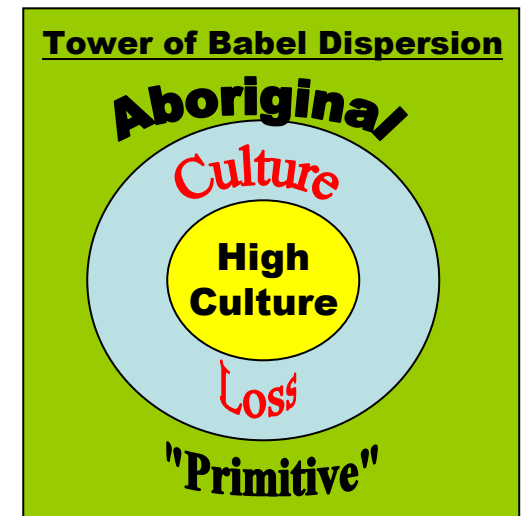 Tower of Babel Dispersion
Aboriginal
Culture
High
Culture
Loss
"Primitive"